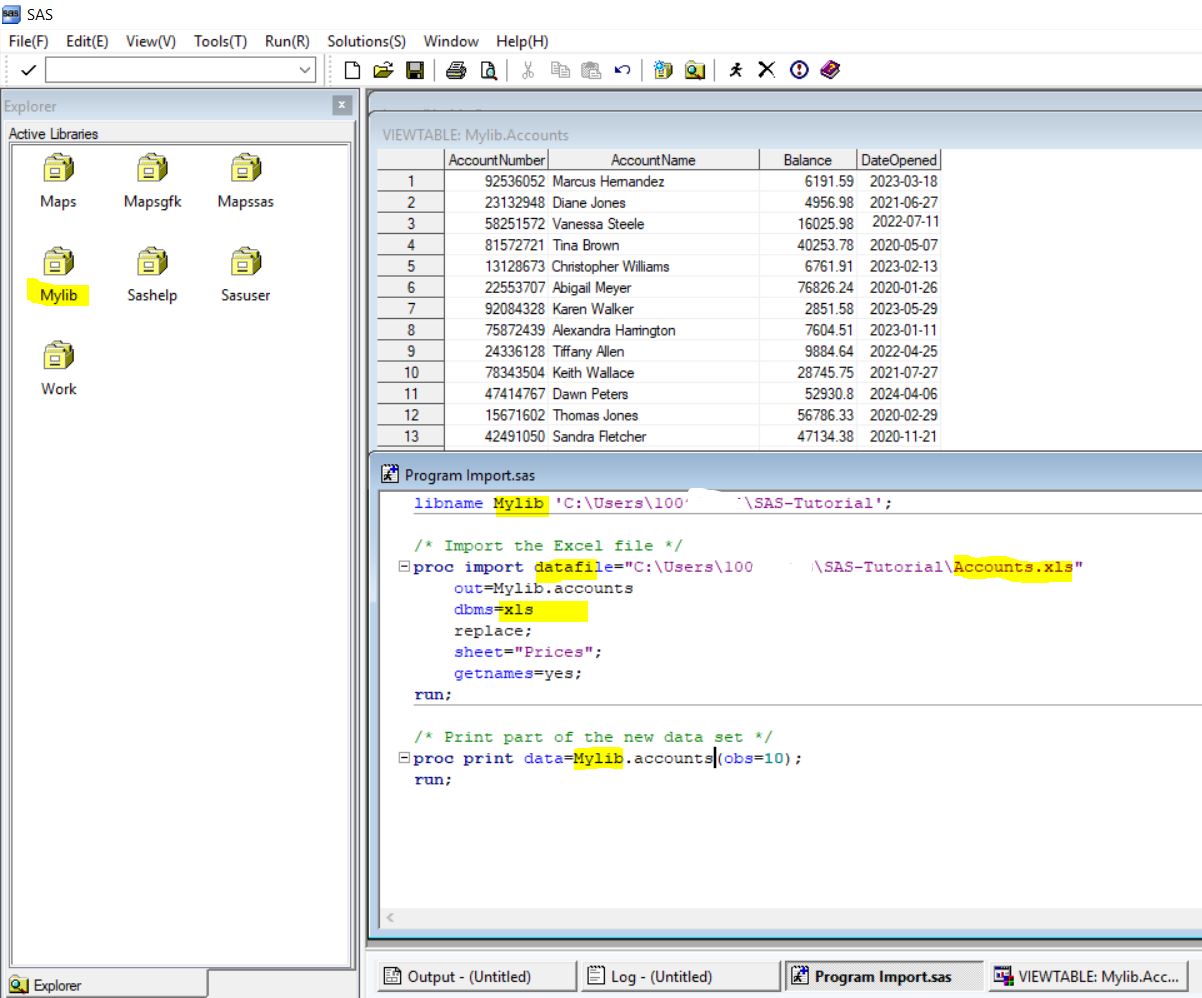 SAS
File(F) Edit(E) View(V) Tools(T) Run(R) Solutions(S) Window Help(H)
Explorer
Active Libraries
Maps Mapsgfk Mapssas
Mylib Sashelp Sasuser
Work
VIEWTABLE: Mylib.Accounts
AccountNumber AccountName Balance DateOpened
1 92536052 Marcus Hernandez 6191.59 2023-03-18
2 23132948 Diane Jones 4956.98 2021-06-27
3 58251572 Vanessa Steele 16025.98 2022-07-11
4 81572721 Tina Brown 40253.78 2020-05-07
5 13128673 Christopher Williams 6761.91 2023-02-13
6 22553707 Abigail Meyer 76826.24 2020-01-26
7 92084328 Karen Walker 2851.58 2023-05-29
8 75872439 Alexandra Harrington 7604.51 2023-01-11
9 24336128 Tiffany Allen 9884.64 2022-04-25
10 78343504 Keith Wallace 28745.75 2021-07-27
11 47414767 Dawn Peters 52930.8 2024-04-06
12 15671602 Thomas Jones 56786.33 2020-02-29
13 42491050 Sandra Fletcher 47134.38 2020-11-21
Program Import.sas
libname Mylib 'C:\Users\100 \SAS-Tutorial';
/* Import the Excel file */
proc import datafile="C:\Users\100 \SAS-Tutorial\Accounts.xls"
out=Mylib.accounts
dbms=xls
replace;
sheet="Prices";
getnames=yes;
run;
/* Print part of the new data set */
proc print data=Mylib.accounts(obs=10);
run;
Explorer
Output - (Untitled) Log - (Untitled) Program Import.sas VIEWTABLE: Mylib.Acc...